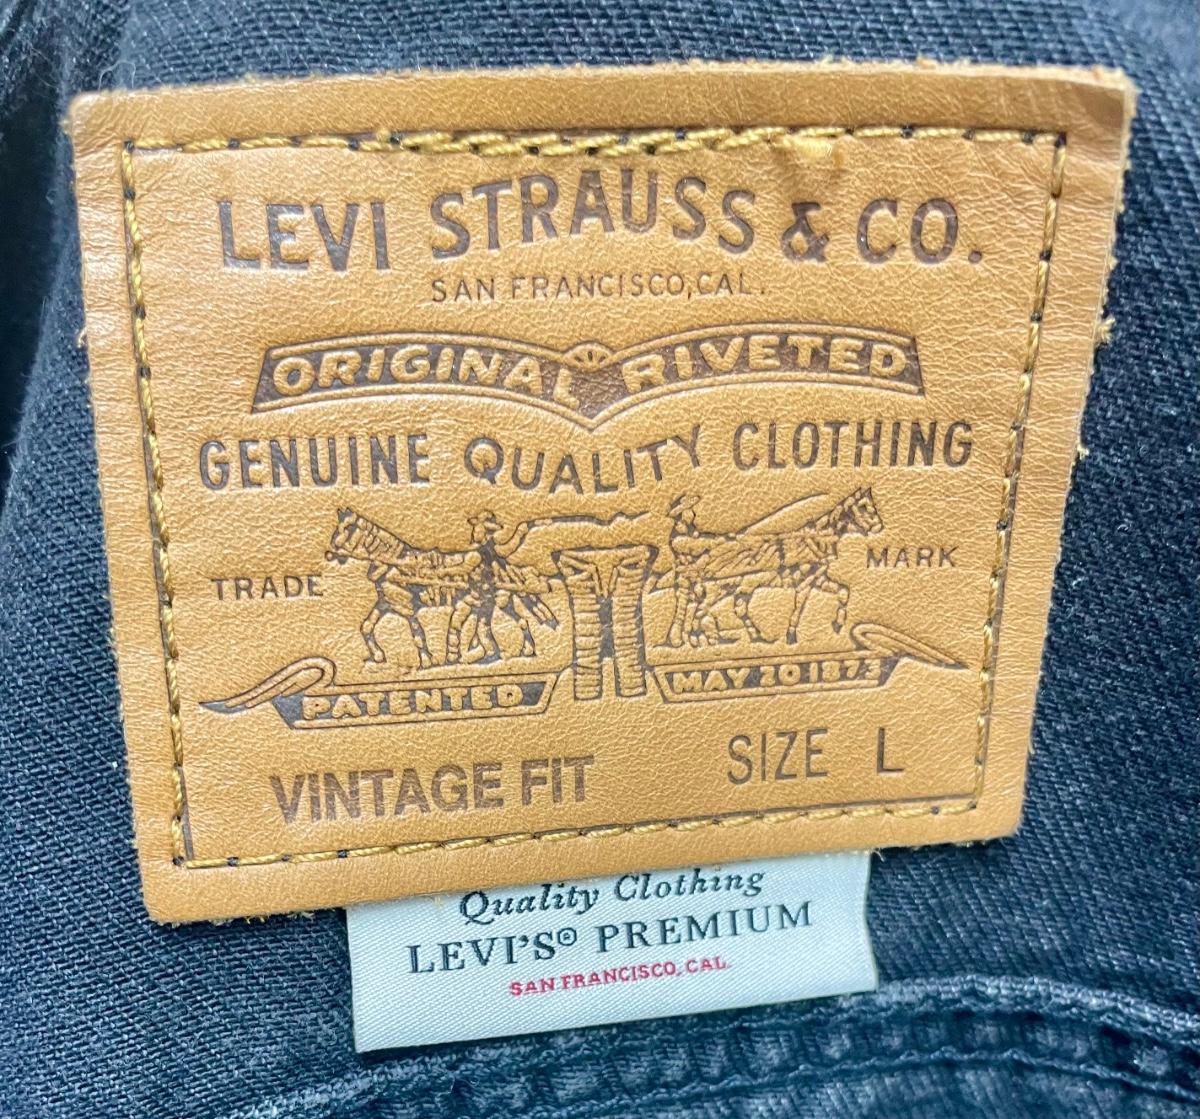 LEVI STRAUSS & CO.
SAN FRANCISCO, CAL.
ORIGINAL RIVETED
GENUINE QUALITY CLOTHING
TRADE MARK
PATENTED MAY 20 1873
VINTAGE FIT SIZE L
Quality Clothing
LEVI'S® PREMIUM
SAN FRANCISCO, CAL.